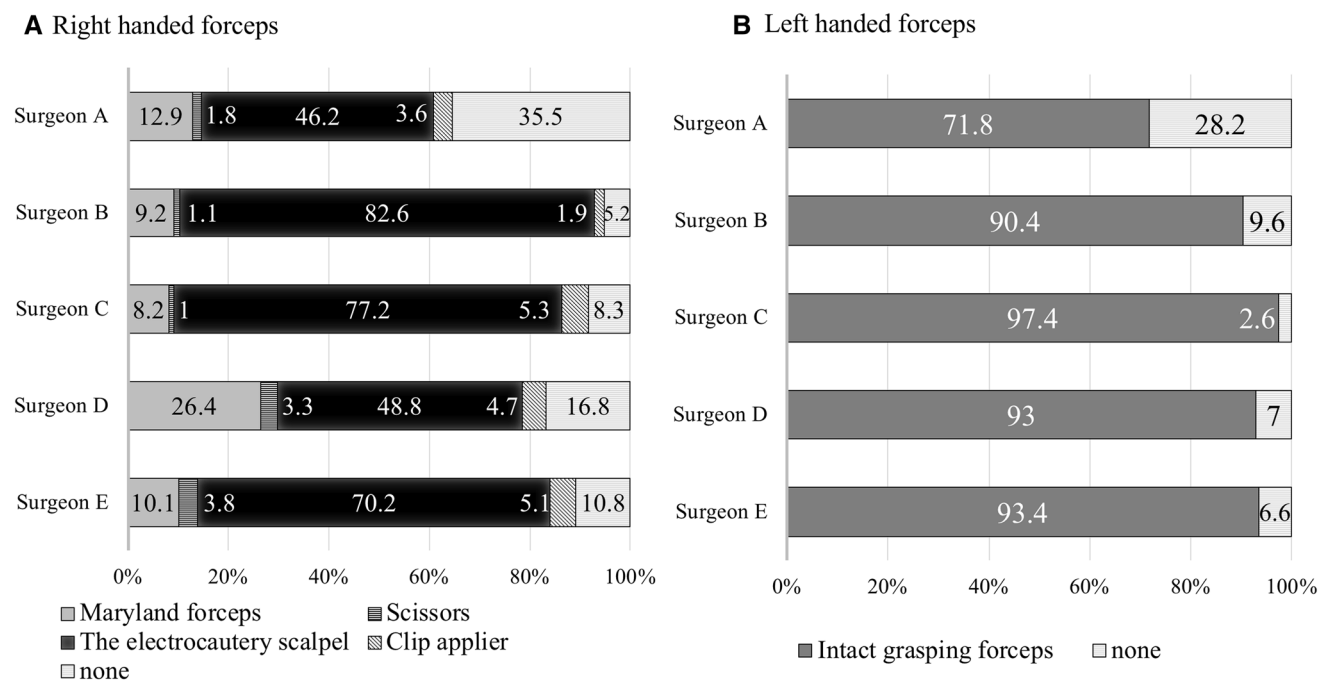 A Right handed forceps
Surgeon A 12.9 1.8 46.2 3.6 35.5
Surgeon B 9.2 1.1 82.6 1.9 5.2
Surgeon C 8.2 1 77.2 5.3 8.3
Surgeon D 26.4 3.3 48.8 4.7 16.8
Surgeon E 10.1 3.8 70.2 5.1 10.8
0% 20% 40% 60% 80% 100%
Maryland forceps Scissors
The electrocautery scalpel Clip applier
none
B Left handed forceps
Surgeon A 71.8 28.2
Surgeon B 90.4 9.6
Surgeon C 97.4 2.6
Surgeon D 93 7
Surgeon E 93.4 6.6
0% 20% 40% 60% 80% 100%
Intact grasping forceps none